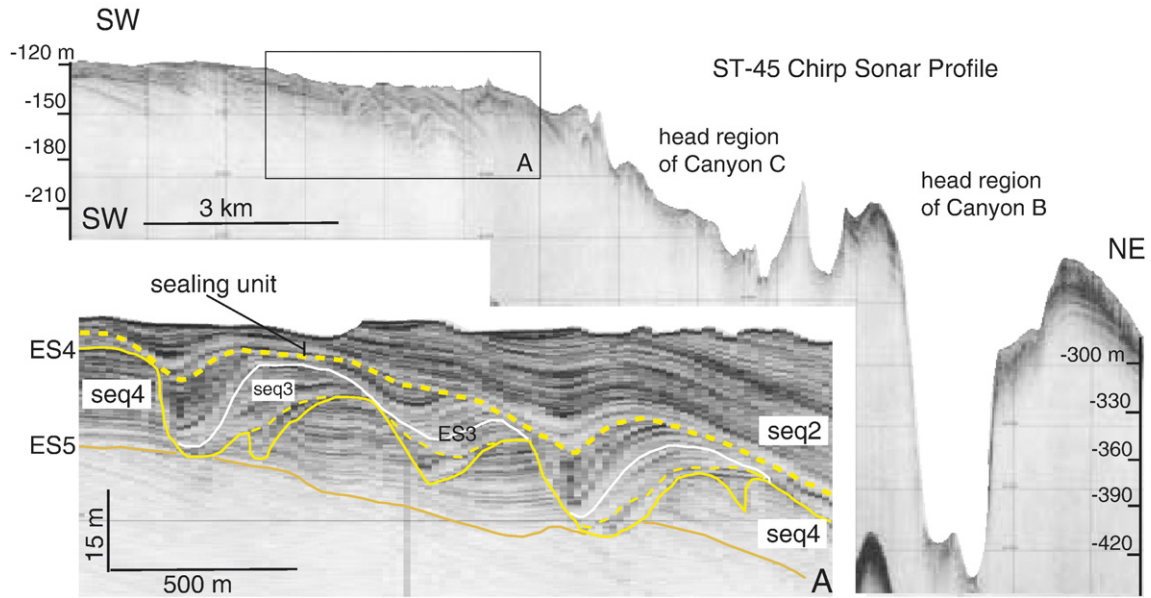 SW
-120 m
-150
-180
-210
SW
3 km
A
ST-45 Chirp Sonar Profile
head region
of Canyon C
head region
of Canyon B
NE
-300 m
-330
-360
-390
-420
sealing unit
ES4
seq4
seq3
ES3
ES5
seq2
seq4
15 m
500 m
A